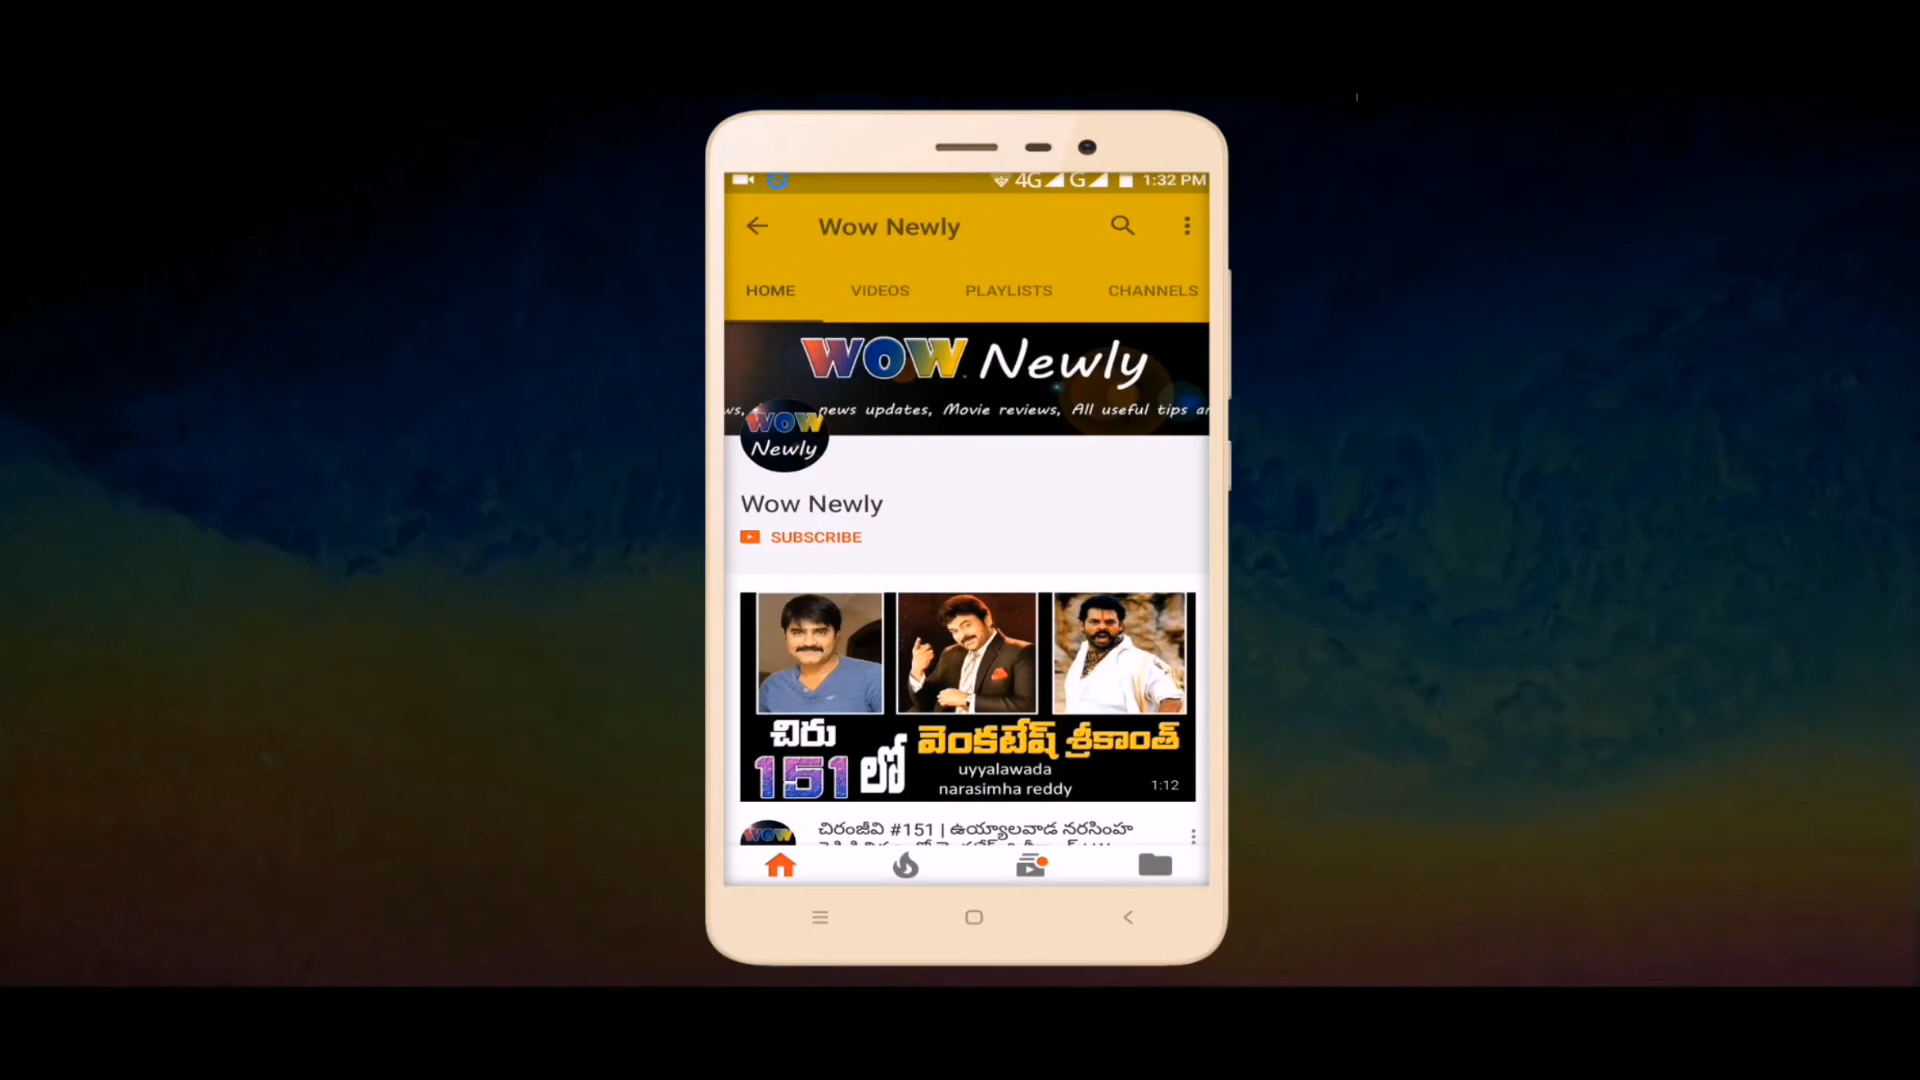 4G G 1:32 PM
Wow Newly
HOME VIDEOS PLAYLISTS CHANNELS
WOW Newly
news updates, Movie reviews, All useful tips
WOW
Newly
Wow Newly
SUBSCRIBE
చిరు
151 లో
వెంకటేష్ శ్రీకాంత్
uyyalawada
narasimha reddy
1:12
WOW
చిరంజీవి #151 | ఉయ్యాలవాడ నరసింహ